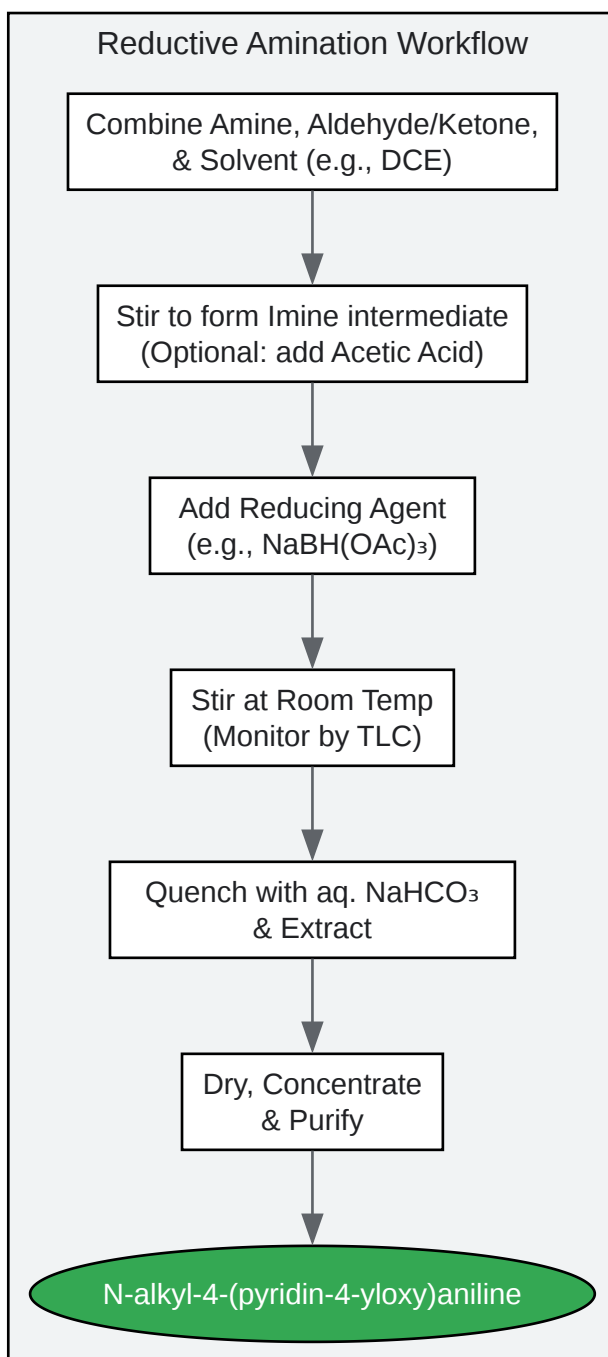 Reductive Amination Workflow
Combine Amine, Aldehyde/Ketone,
& Solvent (e.g., DCE)
Stir to form Imine intermediate
(Optional: add Acetic Acid)
Add Reducing Agent
(e.g., NaBH(OAc)₃)
Stir at Room Temp
(Monitor by TLC)
Quench with aq. NaHCO₃
& Extract
Dry, Concentrate
& Purify
N-alkyl-4-(pyridin-4-yloxy)aniline